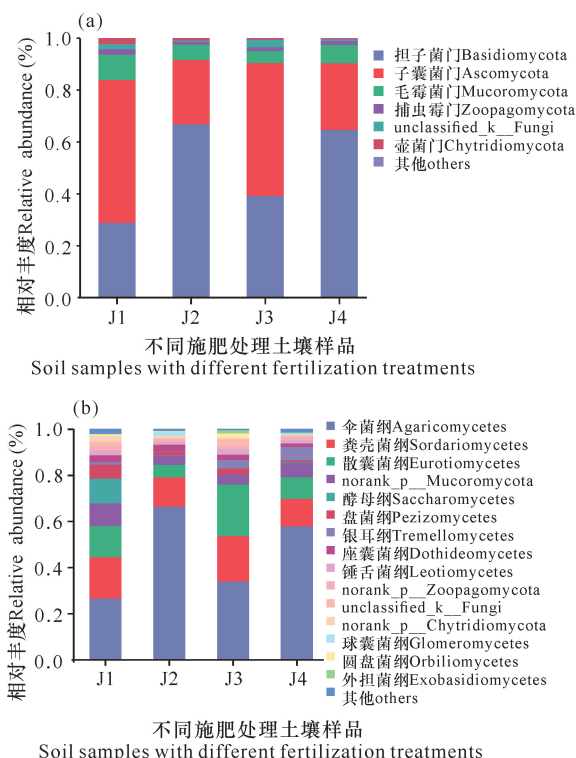 (a)
相对丰度Relative abundance (%)
1.0
0.8
0.6
0.4
0.2
0.0
J1 J2 J3 J4
不同施肥处理土壤样品
Soil samples with different fertilization treatments
担子菌门Basidiomycota
子囊菌门Ascomycota
毛霉菌门Mucoromycota
捕虫霉门Zoopagomycota
unclassified_k__Fungi
壶菌门Chytridiomycota
其他others
(b)
相对丰度Relative abundance (%)
1.0
0.8
0.6
0.4
0.2
0.0
J1 J2 J3 J4
不同施肥处理土壤样品
Soil samples with different fertilization treatments
伞菌纲Agaricomycetes
粪壳菌纲Sordariomycetes
散囊菌纲Eurotiomycetes
norank_p__Mucoromycota
酵母纲Saccharomycetes
盘菌纲Pezizomycetes
银耳纲Tremellomycetes
座囊菌纲Dothideomycetes
锤舌菌纲Leotiomycetes
norank_p__Zoopagomycota
unclassified_k__Fungi
norank_p__Chytridiomycota
球囊菌纲Glomeromycetes
圆盘菌纲Orbiliomycetes
外担菌纲Exobasidiomycetes
其他others